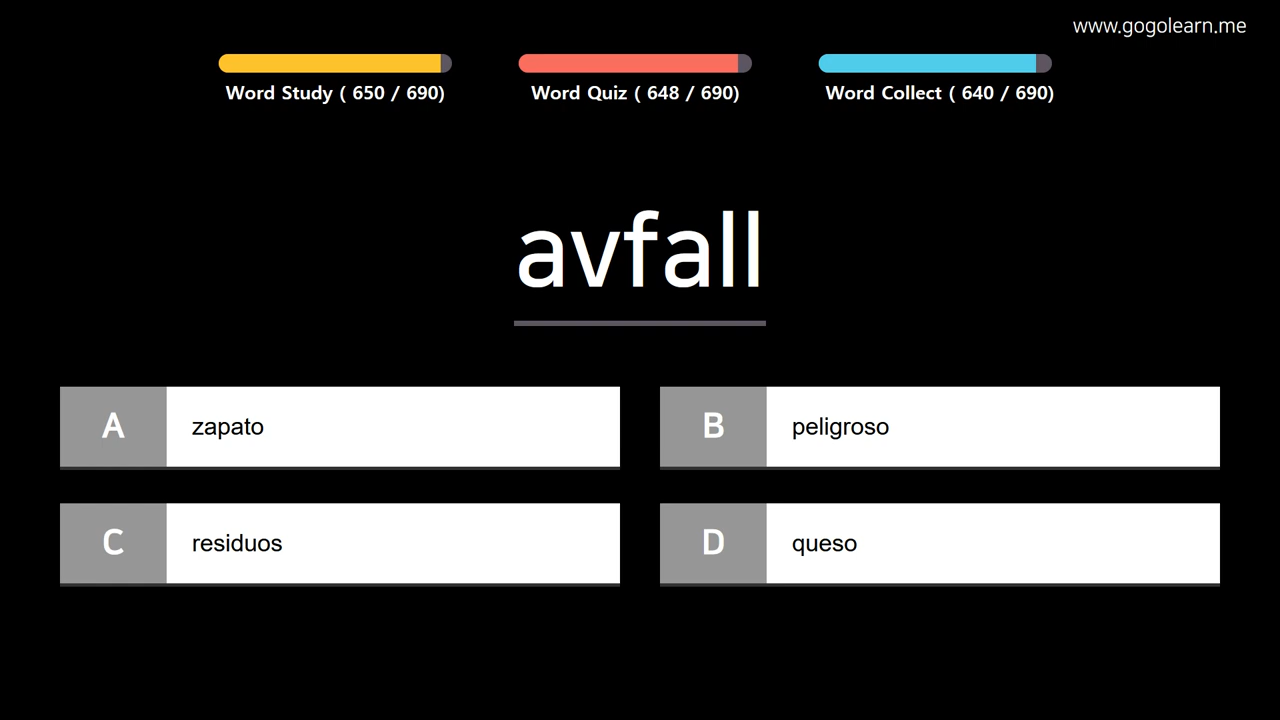 www.gogolearn.me
Word Study ( 650 / 690)
Word Quiz ( 648 / 690)
Word Collect ( 640 / 690)
avfall
A
zapato
B
peligroso
C
residuos
D
queso